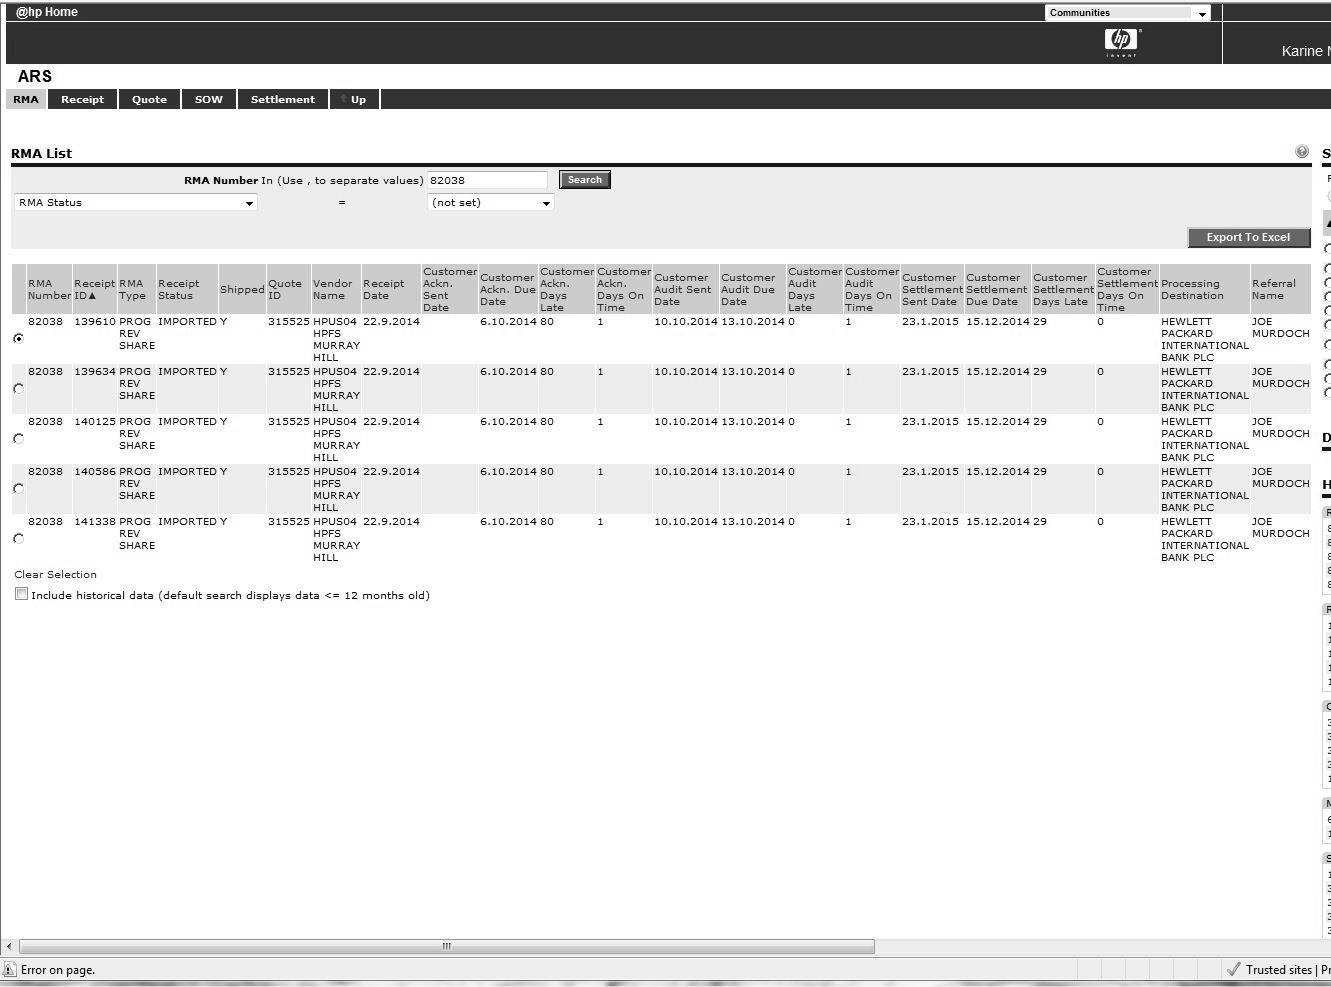 @hp Home
Communities
hp
invent
Karine
ARS
RMA Receipt Quote SOW Settlement Up
RMA List
RMA Number In (Use , to separate values) 82038 Search
RMA Status = (not set)
Export To Excel
RMA Number Receipt ID▲ RMA Type Receipt Status Shipped Quote ID Vendor Name Receipt Date Customer Ackn. Sent Date Customer Ackn. Due Date Customer Ackn. Days Late Customer Ackn. Days On Time Customer Audit Sent Date Customer Audit Due Date Customer Audit Days Late Customer Audit Days On Time Customer Settlement Sent Date Customer Settlement Due Date Customer Settlement Days Late Customer Settlement Days On Time Processing Destination Referral Name
82038 139610 PROG REV SHARE IMPORTED Y 315525 HPUS04 HPFS MURRAY HILL 22.9.2014 6.10.2014 80 1 10.10.2014 13.10.2014 0 1 23.1.2015 15.12.2014 29 0 HEWLETT PACKARD INTERNATIONAL BANK PLC JOE MURDOCH
82038 139634 PROG REV SHARE IMPORTED Y 315525 HPUS04 HPFS MURRAY HILL 22.9.2014 6.10.2014 80 1 10.10.2014 13.10.2014 0 1 23.1.2015 15.12.2014 29 0 HEWLETT PACKARD INTERNATIONAL BANK PLC JOE MURDOCH
82038 140125 PROG REV SHARE IMPORTED Y 315525 HPUS04 HPFS MURRAY HILL 22.9.2014 6.10.2014 80 1 10.10.2014 13.10.2014 0 1 23.1.2015 15.12.2014 29 0 HEWLETT PACKARD INTERNATIONAL BANK PLC JOE MURDOCH
82038 140586 PROG REV SHARE IMPORTED Y 315525 HPUS04 HPFS MURRAY HILL 22.9.2014 6.10.2014 80 1 10.10.2014 13.10.2014 0 1 23.1.2015 15.12.2014 29 0 HEWLETT PACKARD INTERNATIONAL BANK PLC JOE MURDOCH
82038 141338 PROG REV SHARE IMPORTED Y 315525 HPUS04 HPFS MURRAY HILL 22.9.2014 6.10.2014 80 1 10.10.2014 13.10.2014 0 1 23.1.2015 15.12.2014 29 0 HEWLETT PACKARD INTERNATIONAL BANK PLC JOE MURDOCH
Clear Selection
Include historical data (default search displays data <= 12 months old)
Error on page.
Trusted sites |